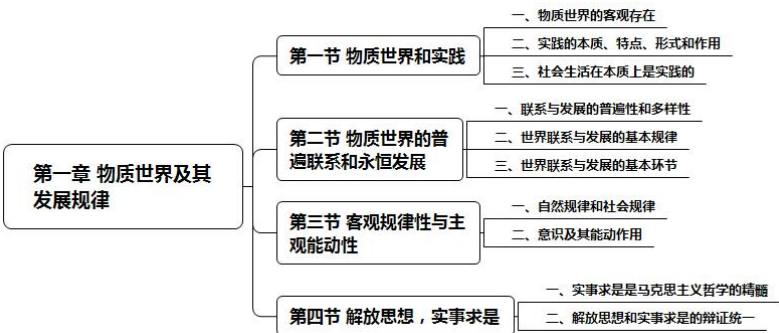 第一章 物质世界及其
发展规律
第一节 物质世界和实践
一、物质世界的客观存在
二、实践的本质、特点、形式和作用
三、社会生活在本质上是实践的
第二节 物质世界的普
遍联系和永恒发展
一、联系与发展的普遍性和多样性
二、世界联系与发展的基本规律
三、世界联系与发展的基本环节
第三节 客观规律性与主
观能动性
一、自然规律和社会规律
二、意识及其能动作用
第四节 解放思想，实事求是
一、实事求是是马克思主义哲学的精髓
二、解放思想和实事求是的辩证统一